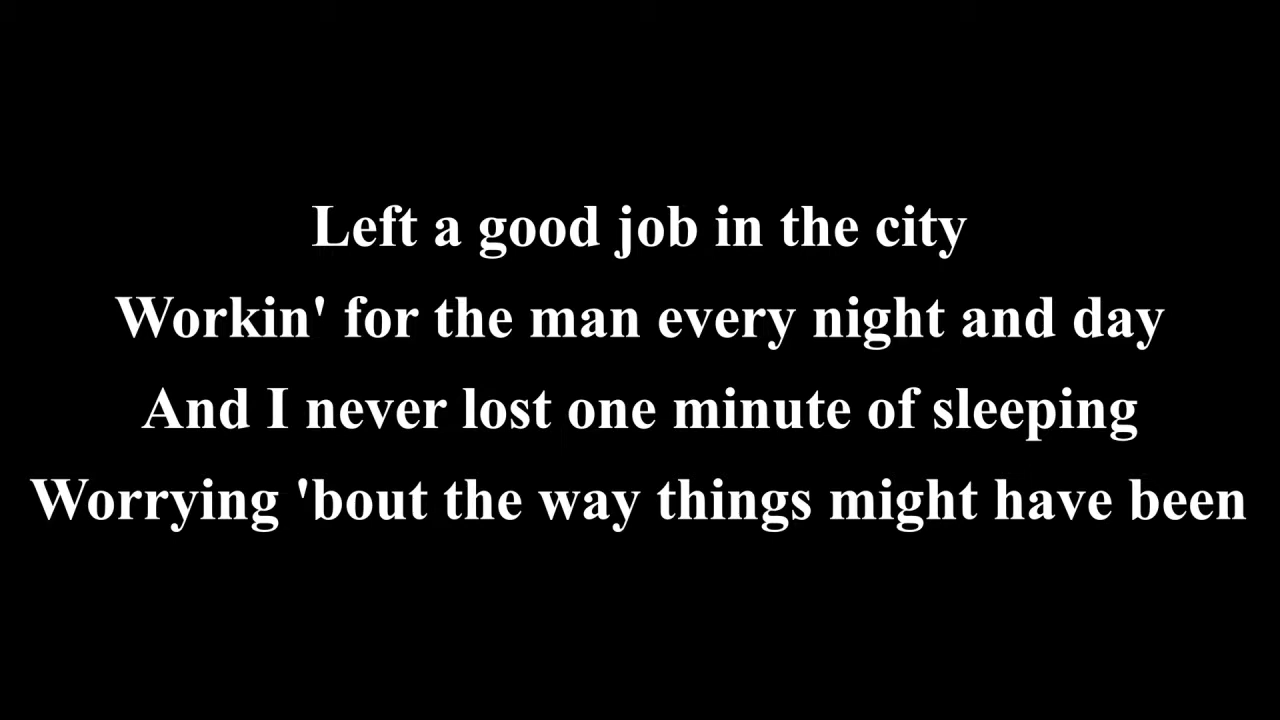 Left a good job in the city
Workin' for the man every night and day
And I never lost one minute of sleeping
Worrying 'bout the way things might have been